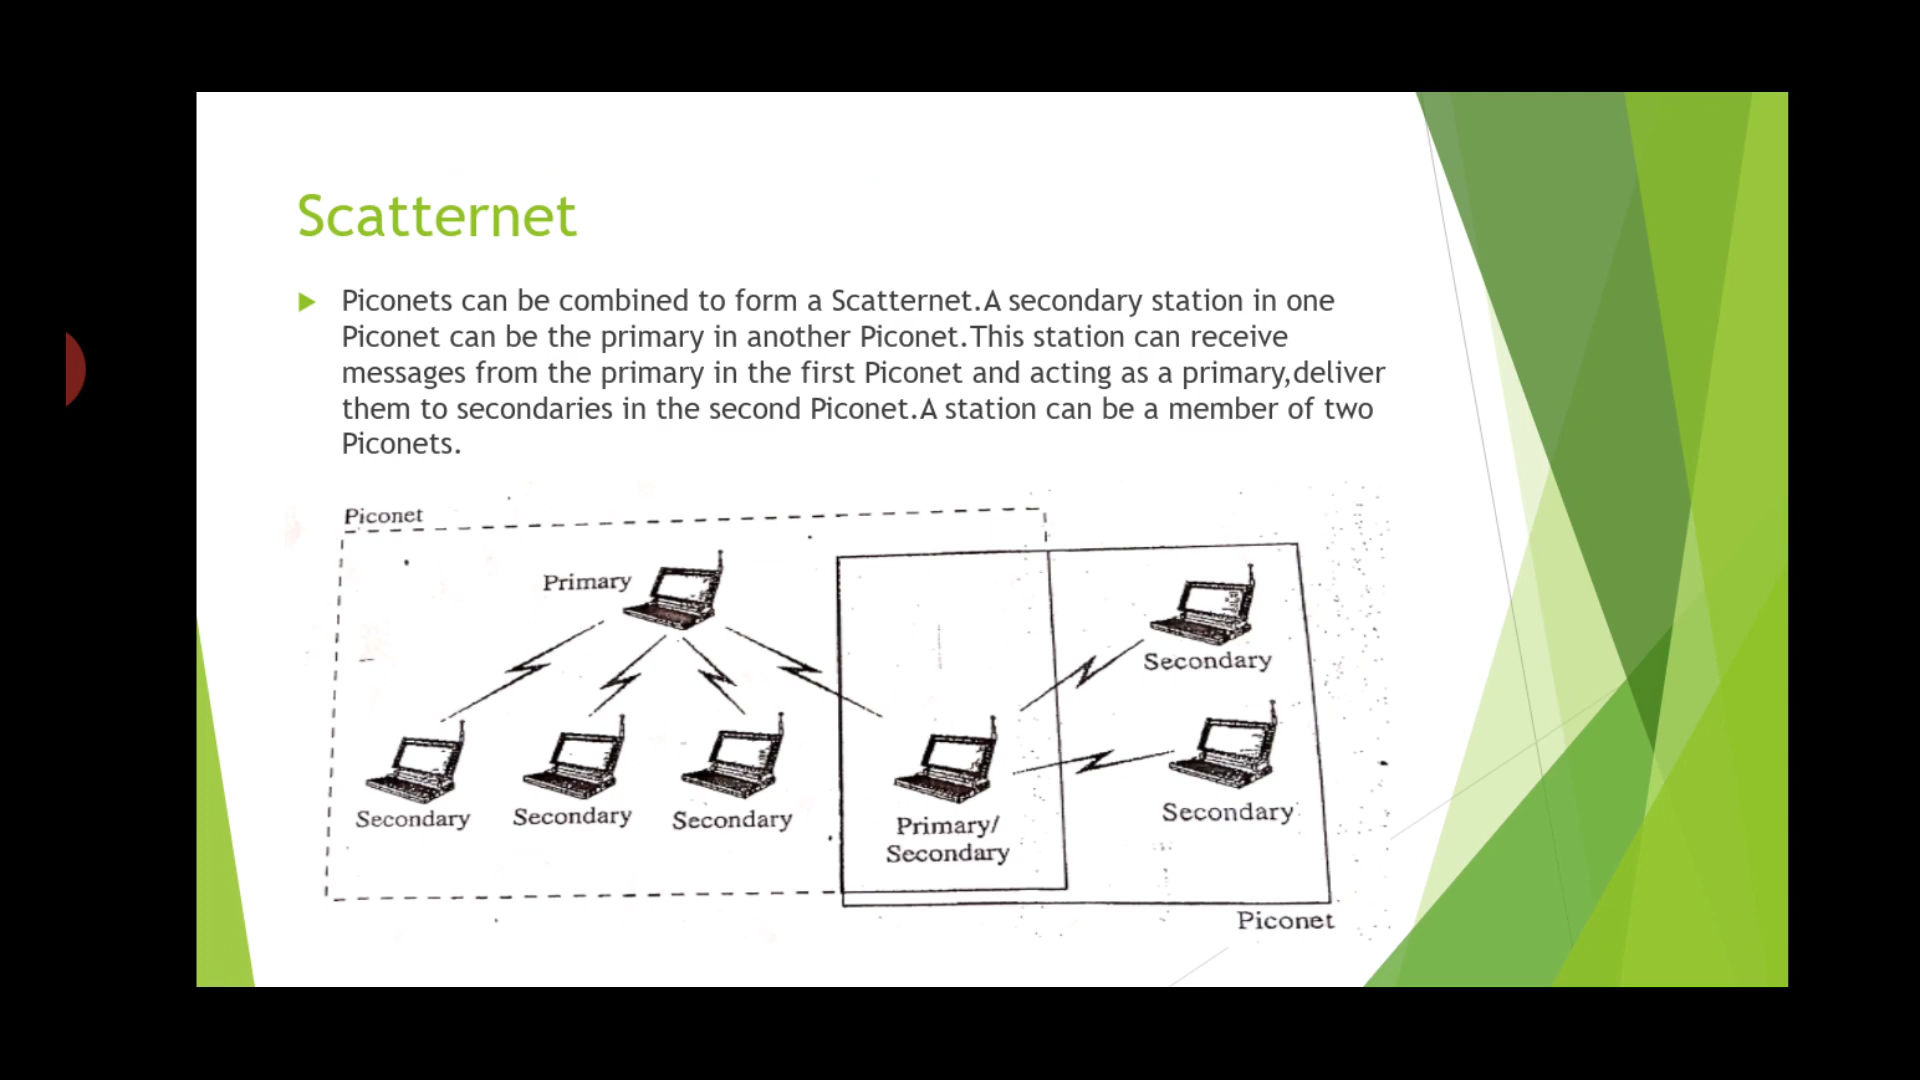 Scatternet
Piconets can be combined to form a Scatternet.A secondary station in one
Piconet can be the primary in another Piconet.This station can receive
messages from the primary in the first Piconet and acting as a primary,deliver
them to secondaries in the second Piconet.A station can be a member of two
Piconets.
Piconet
Primary
Secondary
Secondary
Secondary
Secondary
Primary/
Secondary
Secondary
Piconet